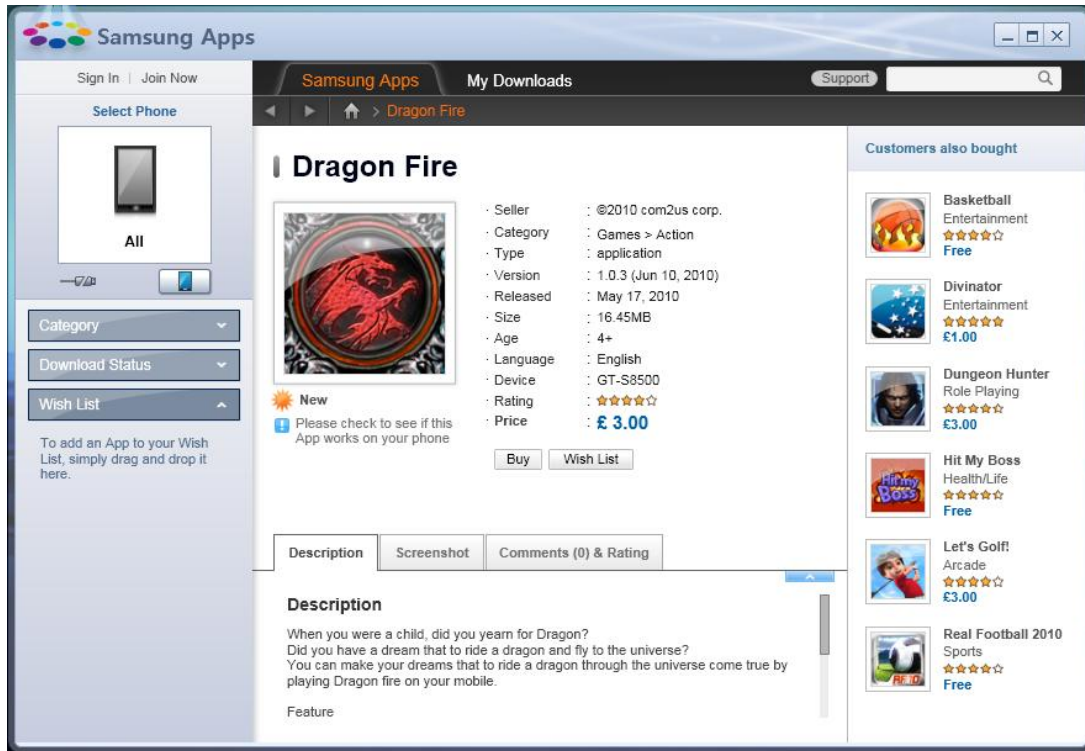 Samsung Apps
Sign In | Join Now
Samsung Apps
My Downloads
Support
Select Phone
> Dragon Fire
All
Category
Download Status
Wish List
To add an App to your Wish
List, simply drag and drop it
here.
Dragon Fire
· Seller : ©2010 com2us corp.
· Category : Games > Action
· Type : application
· Version : 1.0.3 (Jun 10, 2010)
· Released : May 17, 2010
· Size : 16.45MB
· Age : 4+
· Language : English
· Device : GT-S8500
· Rating :
· Price : £ 3.00
New
Please check to see if this
App works on your phone
Buy
Wish List
Description
Screenshot
Comments (0) & Rating
Description
When you were a child, did you yearn for Dragon?
Did you have a dream that to ride a dragon and fly to the universe?
You can make your dreams that to ride a dragon through the universe come true by
playing Dragon fire on your mobile.
Feature
Customers also bought
Basketball
Entertainment
Free
Divinator
Entertainment
£1.00
Dungeon Hunter
Role Playing
£3.00
Hit my
Boss
Hit My Boss
Health/Life
Free
Let's Golf!
Arcade
£3.00
Real Football 2010
Sports
Free